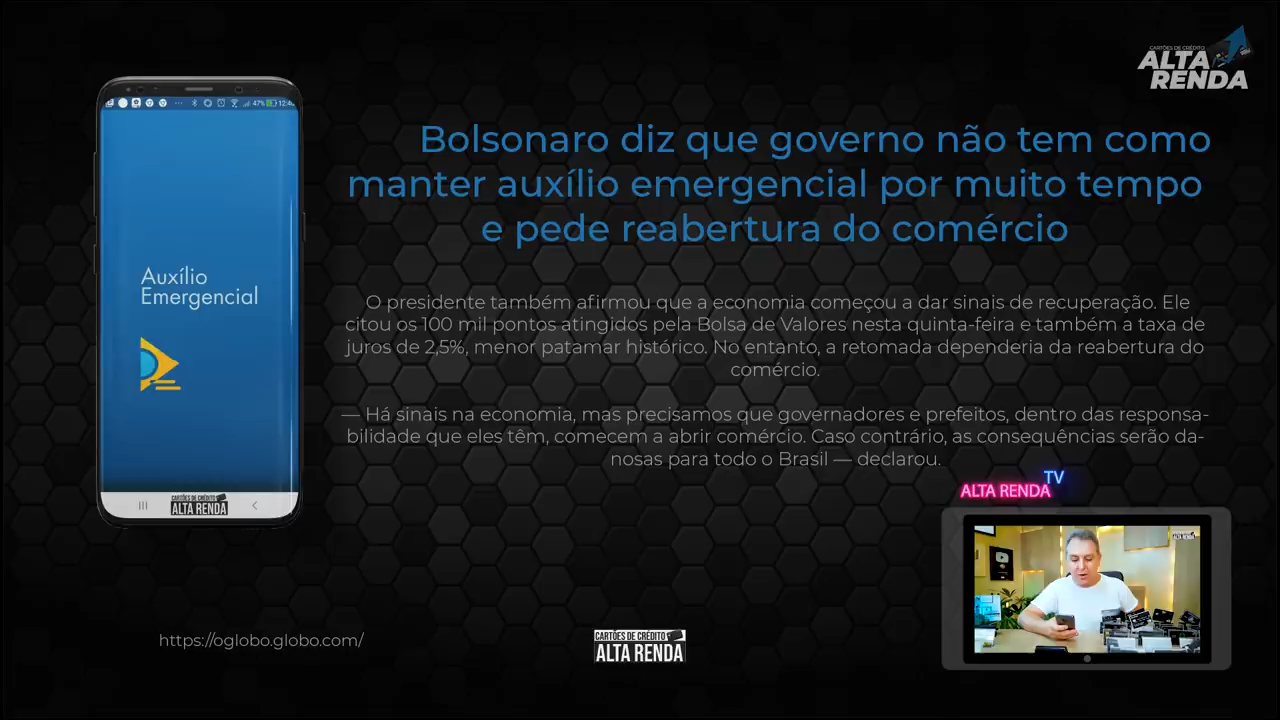 CARTÕES DE CRÉDITO
ALTA
RENDA
47% 12:4
Bolsonaro diz que governo não tem como
manter auxílio emergencial por muito tempo
e pede reabertura do comércio
Auxílio
Emergencial
O presidente também afirmou que a economia começou a dar sinais de recuperação. Ele
citou os 100 mil pontos atingidos pela Bolsa de Valores nesta quinta-feira e também a taxa de
juros de 2,5%, menor patamar histórico. No entanto, a retomada dependeria da reabertura do
comércio.
— Há sinais na economia, mas precisamos que governadores e prefeitos, dentro das responsa-
bilidade que eles têm, comecem a abrir comércio. Caso contrário, as consequências serão da-
nosas para todo o Brasil — declarou.
CARTÕES DE CRÉDITO
ALTA RENDA
ALTA RENDA TV
ALTA RENDA
https://oglobo.globo.com/
CARTÕES DE CRÉDITO
ALTA RENDA